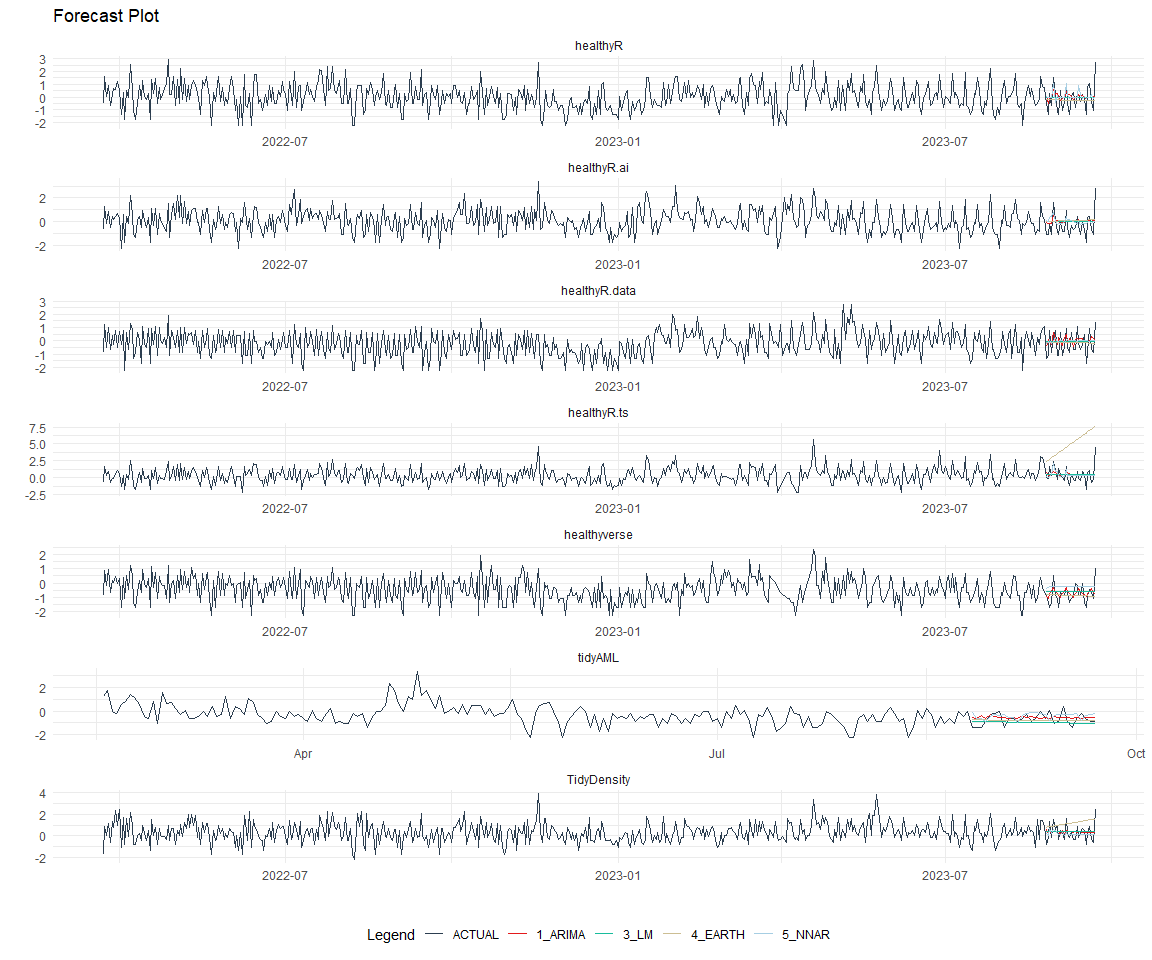 Forecast Plot
healthyR
3
2
1
0
-1
-2
2022-07 2023-01 2023-07
healthyR.ai
2
0
-2
2022-07 2023-01 2023-07
healthyR.data
3
2
1
0
-1
-2
2022-07 2023-01 2023-07
healthyR.ts
7.5
5.0
2.5
0.0
-2.5
2022-07 2023-01 2023-07
healthyverse
2
1
0
-1
-2
2022-07 2023-01 2023-07
tidyAML
2
0
-2
Apr Jul Oct
TidyDensity
4
2
0
-2
2022-07 2023-01 2023-07
Legend ACTUAL 1_ARIMA 3_LM 4_EARTH 5_NNAR